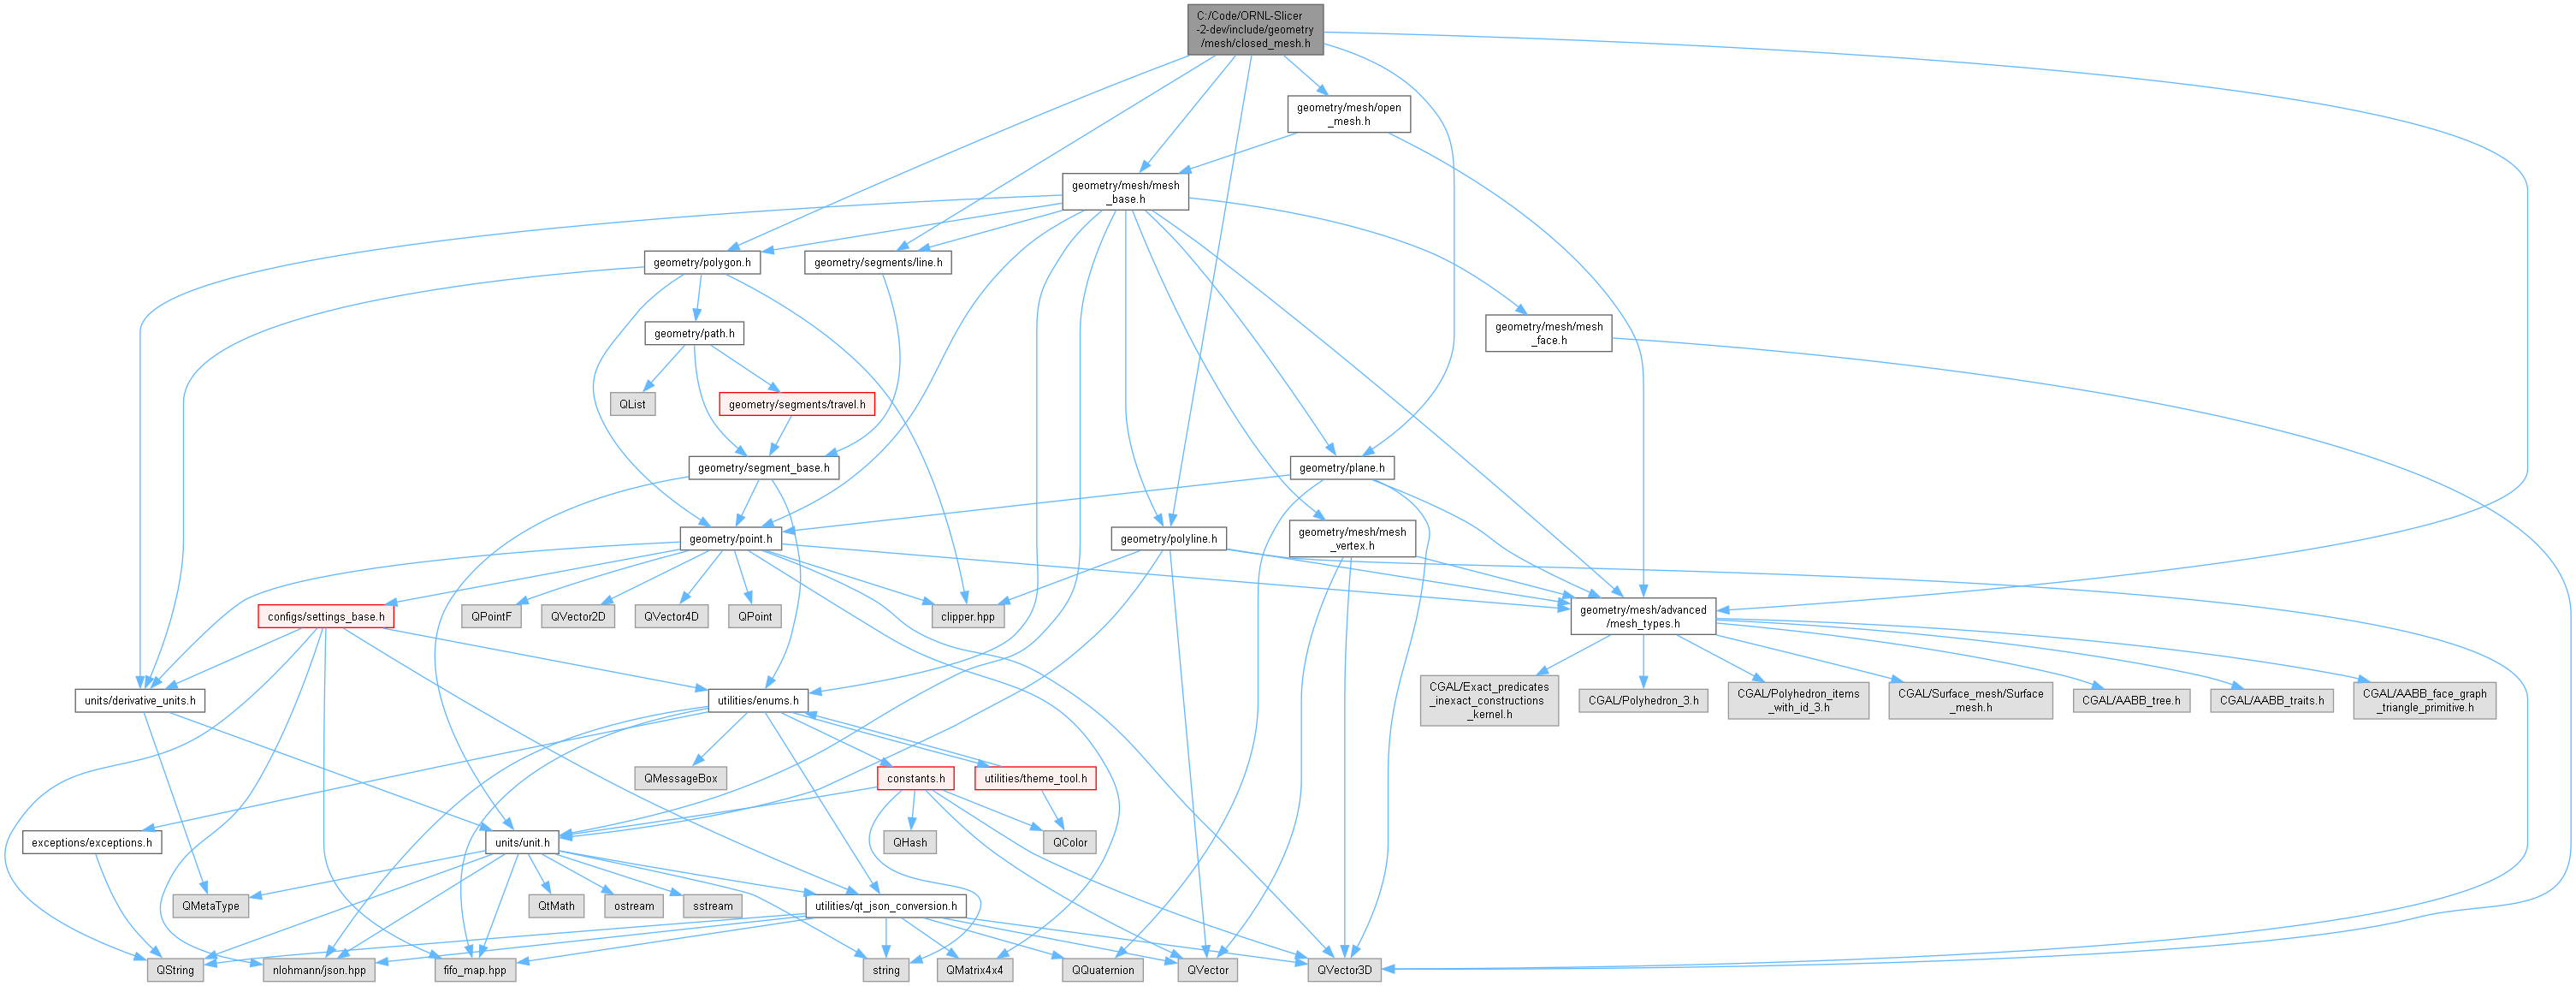 C:/Code/ORNL-Slicer
-2-dev/include/geometry
/mesh/closed_mesh.h
geometry/mesh/open
_mesh.h
geometry/mesh/mesh
_base.h
geometry/polygon.h
geometry/segments/line.h
geometry/path.h
geometry/mesh/mesh
_face.h
QList
geometry/segments/travel.h
geometry/segment_base.h
geometry/plane.h
geometry/point.h
geometry/polyline.h
geometry/mesh/mesh
_vertex.h
configs/settings_base.h
QPointF
QVector2D
QVector4D
QPoint
clipper.hpp
geometry/mesh/advanced
/mesh_types.h
units/derivative_units.h
utilities/enums.h
CGAL/Exact_predicates
_inexact_constructions
_kernel.h
CGAL/Polyhedron_3.h
CGAL/Polyhedron_items
_with_id_3.h
CGAL/Surface_mesh/Surface
_mesh.h
CGAL/AABB_tree.h
CGAL/AABB_traits.h
CGAL/AABB_face_graph
_triangle_primitive.h
QMessageBox
constants.h
utilities/theme_tool.h
exceptions/exceptions.h
units/unit.h
QHash
QColor
QMetaType
QtMath
ostream
sstream
utilities/qt_json_conversion.h
QString
nlohmann/json.hpp
fifo_map.hpp
string
QMatrix4x4
QQuaternion
QVector
QVector3D